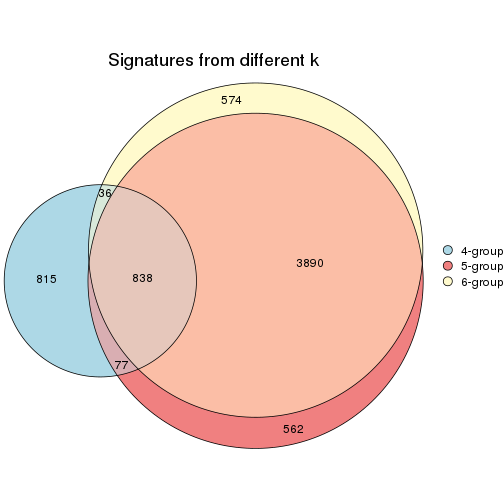 Signatures from different k
574
36
815
838
3890
77
562
4-group
5-group
6-group